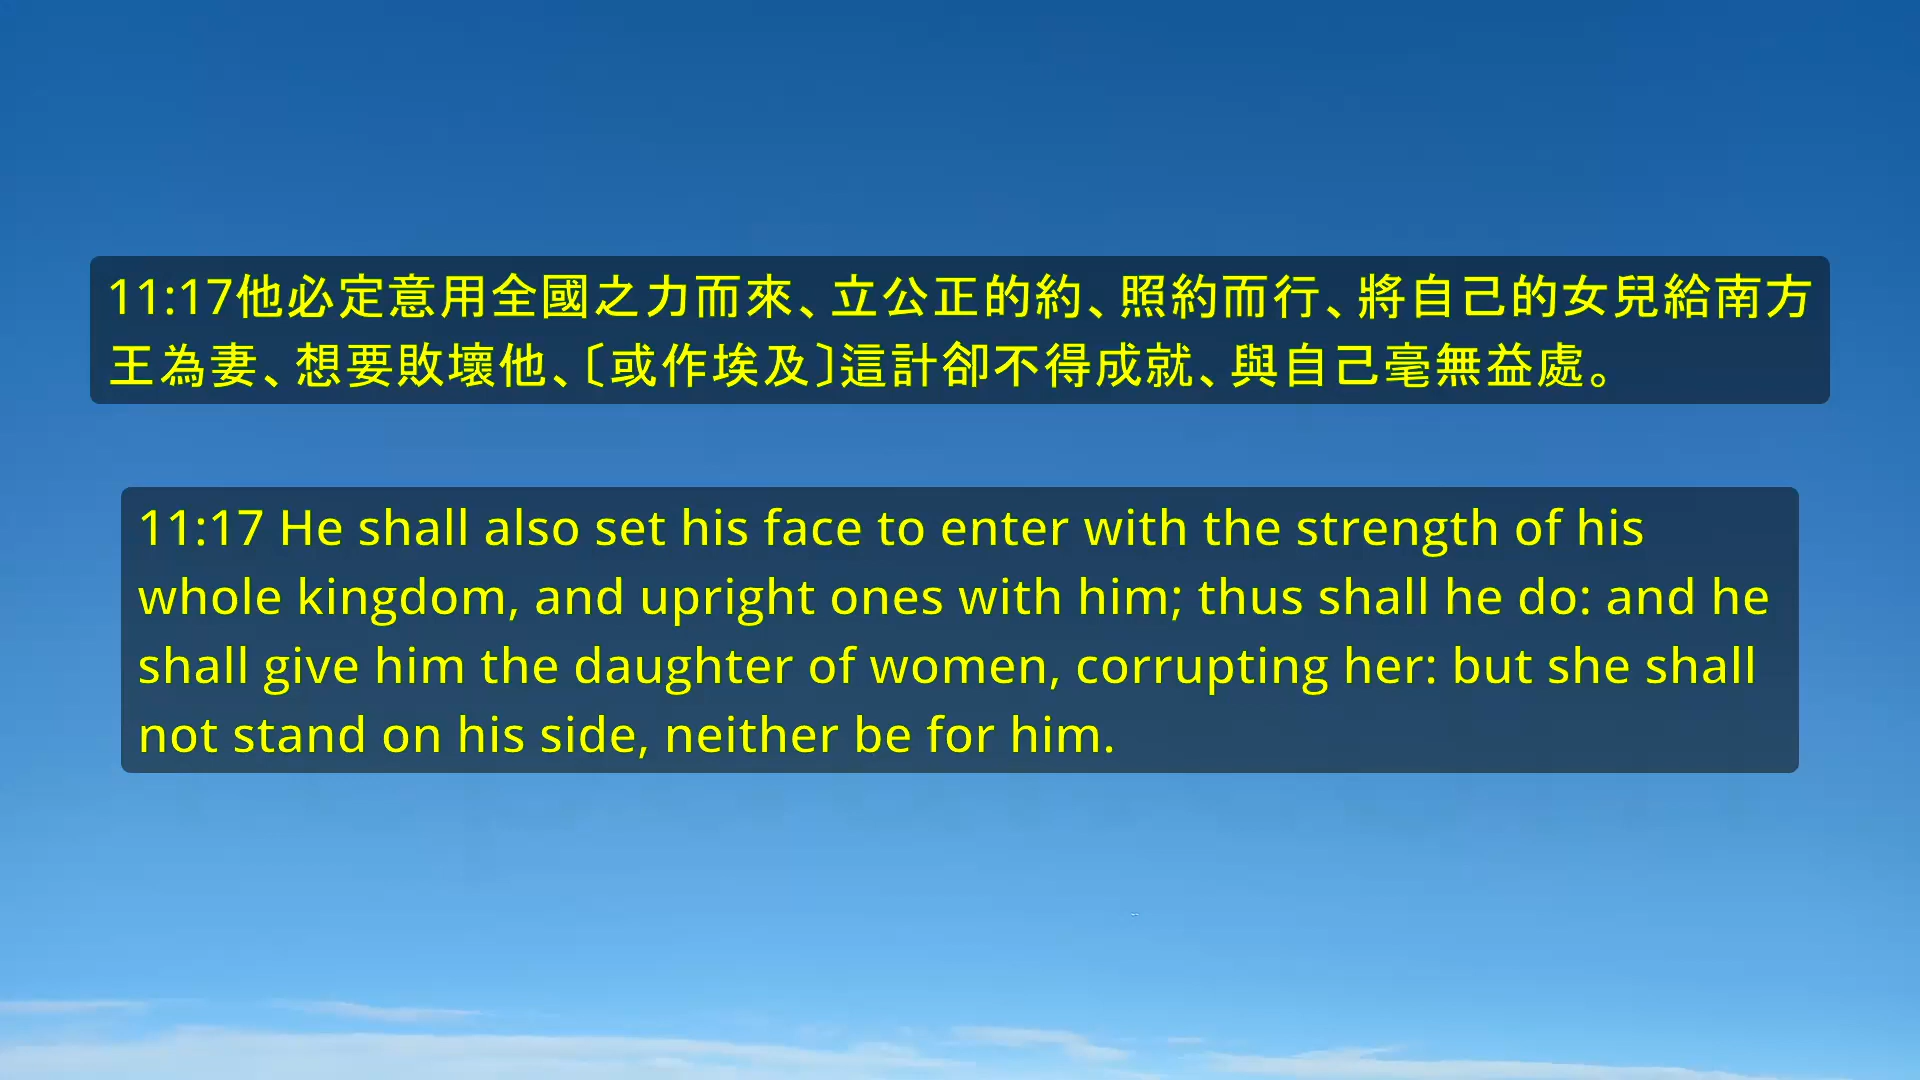 11:17他必定意用全國之力而來、立公正的約、照約而行、將自己的女兒給南方
王為妻、想要敗壞他、〔或作埃及〕這計卻不得成就、與自己毫無益處。
11:17 He shall also set his face to enter with the strength of his
whole kingdom, and upright ones with him; thus shall he do: and he
shall give him the daughter of women, corrupting her: but she shall
not stand on his side, neither be for him.